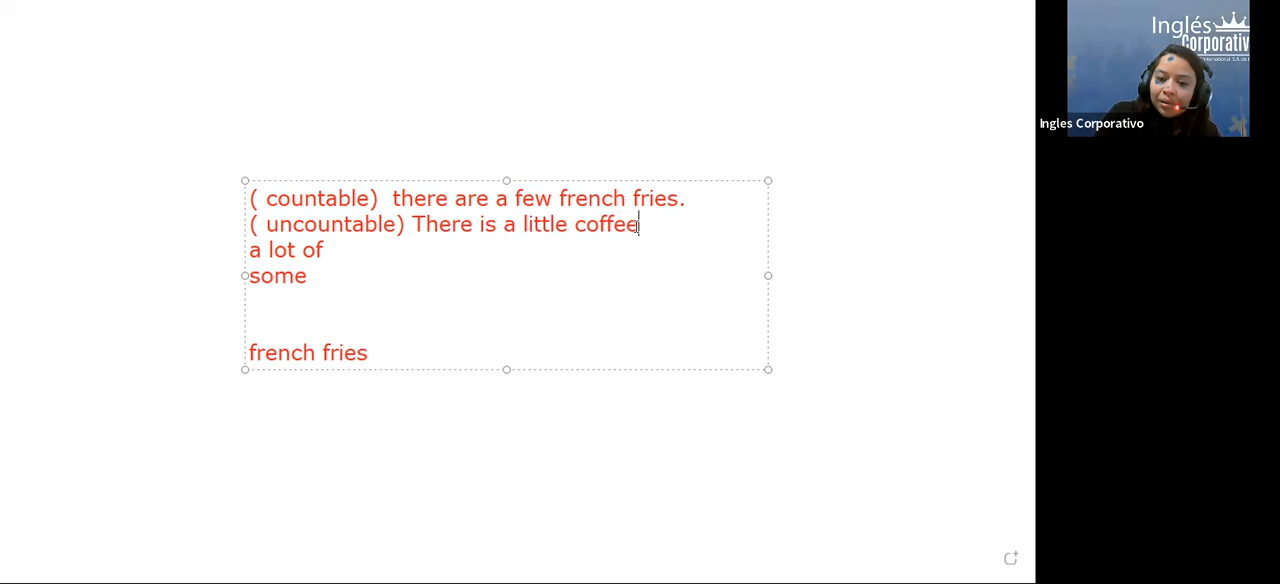 ( countable)  there are a few french fries.
( uncountable) There is a little coffee
a lot of
some
french fries
Inglés
Corporativ
Ingles Corporativo